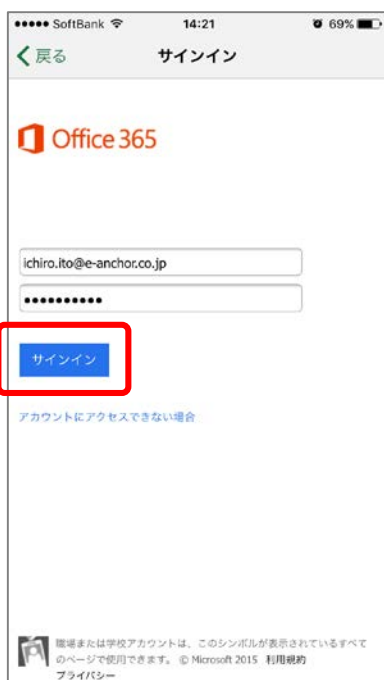 ●●●●● SoftBank 14:21 69%
戻る サインイン
Office 365
ichiro.ito@e-anchor.co.jp
●●●●●●●●●●
サインイン
アカウントにアクセスできない場合
職場または学校アカウントは、このシンボルが表示されているすべて
のページで使用できます。 © Microsoft 2015 利用規約
プライバシー